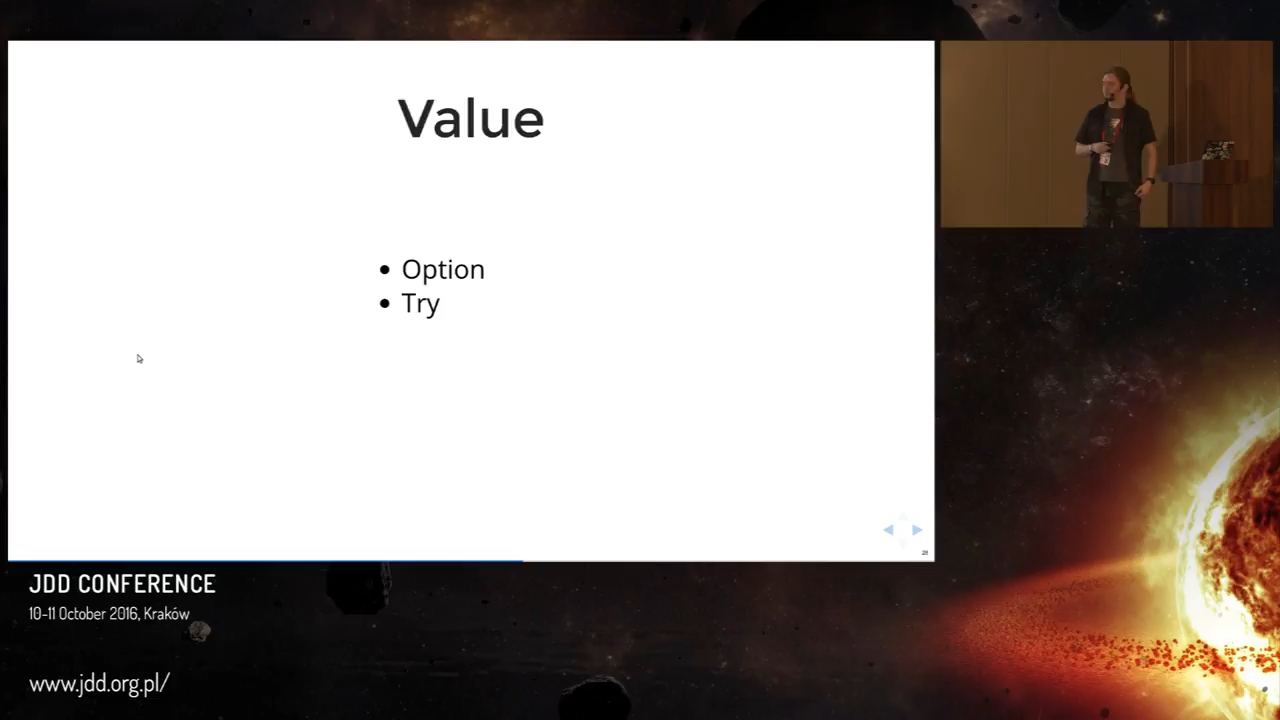 Value
Option
Try
JDD CONFERENCE
10-11 October 2016, Kraków
www.jdd.org.pl/